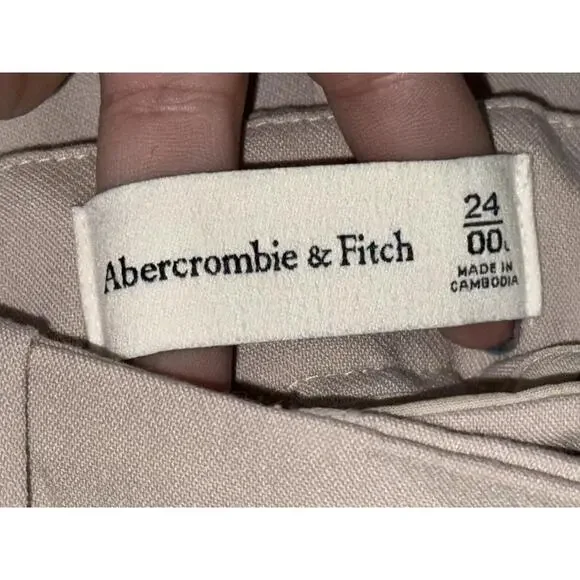 Abercrombie & Fitch
24
00L
MADE IN
CAMBODIA